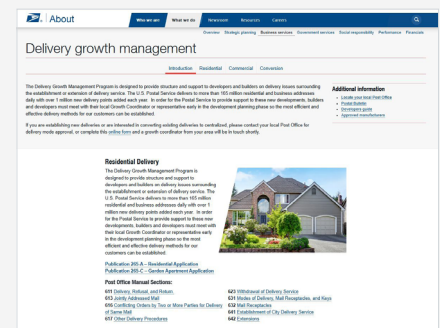 About
Who we are What we do Newsroom Resources Careers
Overview Strategic planning Business services Government services Social responsibility Performance Financials
Delivery growth management
Introduction Residential Commercial Conversion
The Delivery Growth Management Program is designed to provide structure and support to developers and builders on delivery issues surrounding
the establishment or extension of delivery service. The U.S. Postal Service delivers to more than 165 million residential and business addresses
daily with over 1 million new delivery points added each year. In order for the Postal Service to provide support to these new developments, builders
and developers must meet with their local Growth Coordinator or representative early in the development planning phase so the most efficient and
effective delivery methods for our customers can be established.
If you are establishing new deliveries or are interested in converting existing deliveries to centralized, please contact your local Post Office for
delivery mode approval, or complete this online form and a growth coordinator from your area will be in touch shortly.
Additional information
Locate your local Post Office
Postal Bulletin
Developers guide
Approved manufacturers
Residential Delivery
The Delivery Growth Management Program is
designed to provide structure and support to
developers and builders on delivery issues surrounding
the establishment or extension of delivery service. The
U.S. Postal Service delivers to more than 165 million
residential and business addresses daily with over 1
million new delivery points added each year. In order
for the Postal Service to provide support to these new
developments, builders and developers must meet with
their local Growth Coordinator or representative early
in the development planning phase so the most
efficient and effective delivery methods for our
customers can be established.
Publication 265-A – Residential Application
Publication 265-C – Garden Apartment Application
Post Office Manual Sections:
611 Delivery, Refusal, and Return
613 Jointly Addressed Mail
616 Conflicting Orders by Two or More Parties for Delivery
of Same Mail
617 Other Delivery Procedures
623 Withdrawal of Delivery Service
631 Modes of Delivery, Mail Receptacles, and Keys
632 Mail Receptacles
641 Establishment of City Delivery Service
642 Extensions